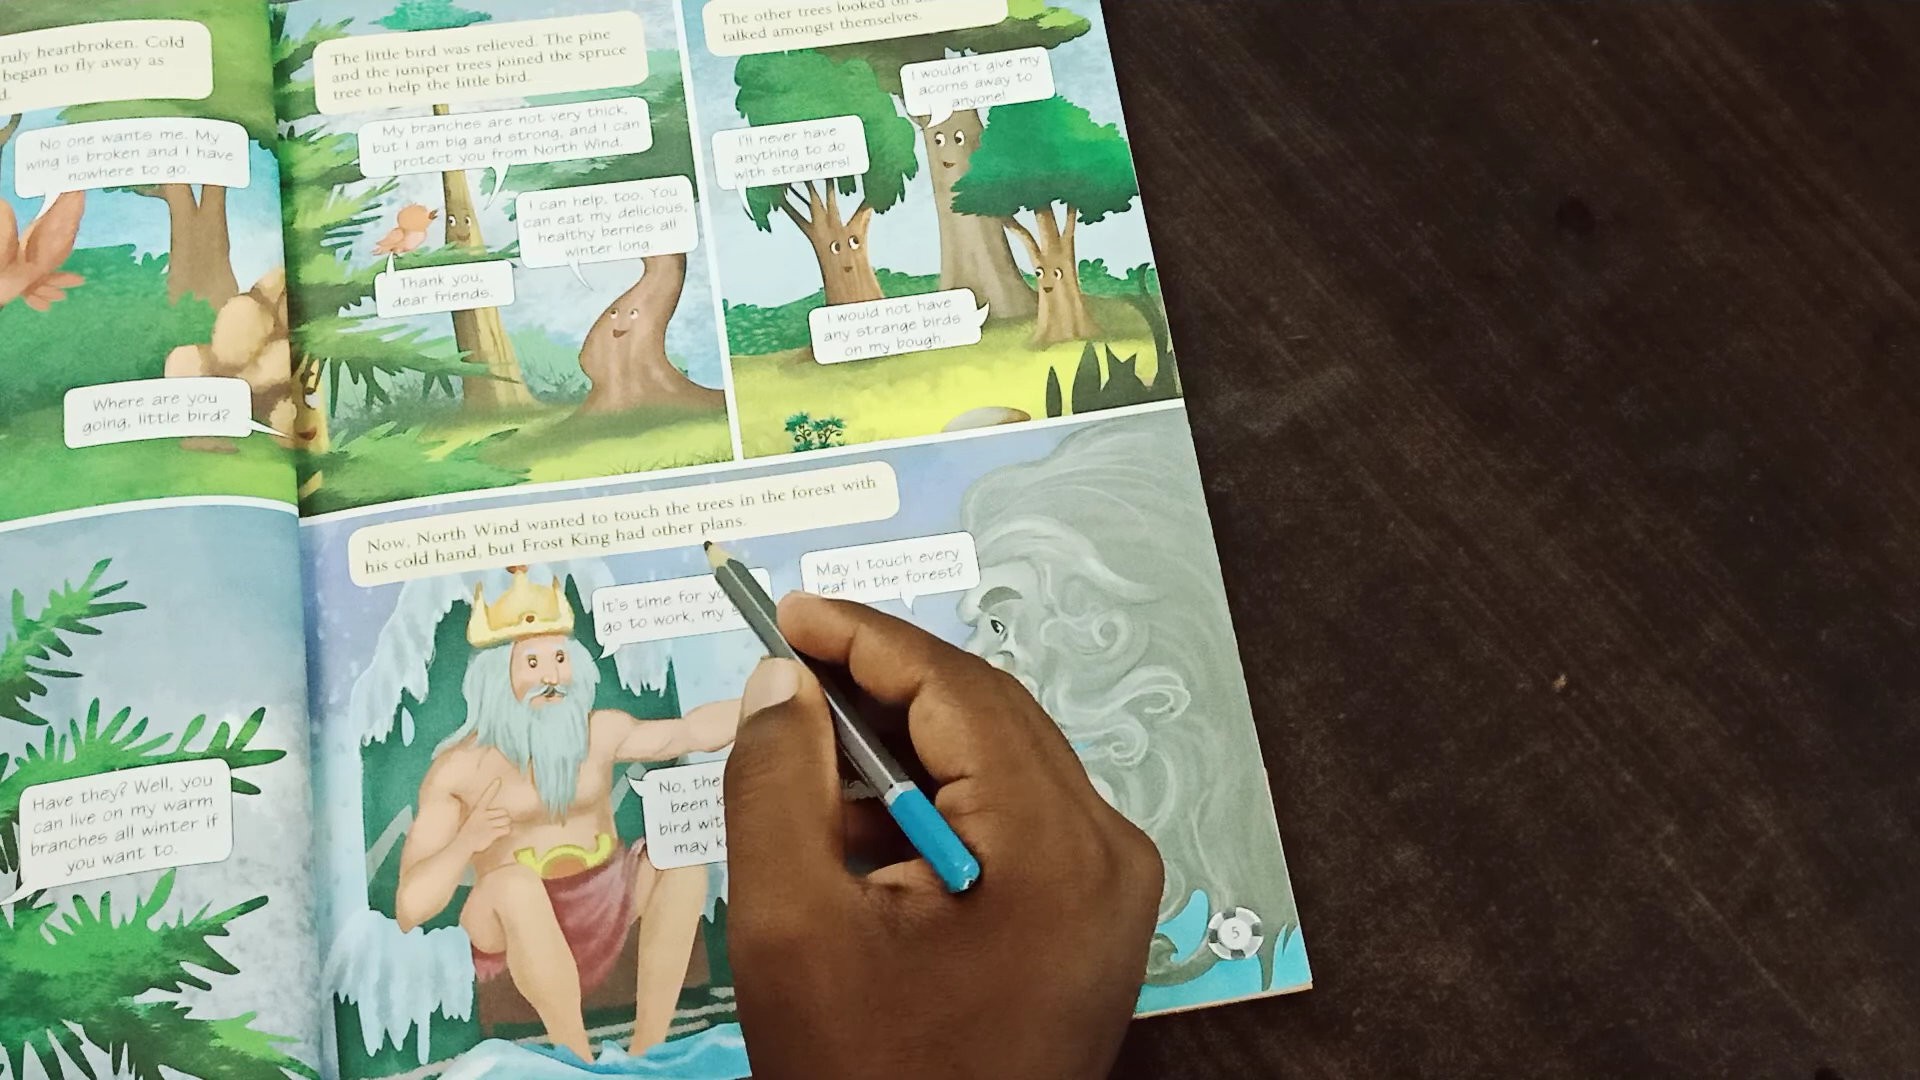 ruly heartbroken. Cold
began to fly away as
d.
No one wants me. My
wing is broken and I have
nowhere to go.
Where are you
going, little bird?
Have they? Well, you
can live on my warm
branches all winter if
you want to.
The little bird was relieved. The pine
and the juniper trees joined the spruce
tree to help the little bird.
My branches are not very thick,
but I am big and strong, and I can
protect you from North Wind.
I can help, too. You
can eat my delicious,
healthy berries all
winter long.
Thank you,
dear friends.
The other trees looked
talked amongst themselves.
I wouldn't give my
acorns away to
anyone!
I'll never have
anything to do
with strangers!
I would not have
any strange birds
on my bough.
Now, North Wind wanted to touch the trees in the forest with
his cold hand, but Frost King had other plans.
It's time for
go to work, my
May I touch every
leaf in the forest?
No,
been
bird
may
5